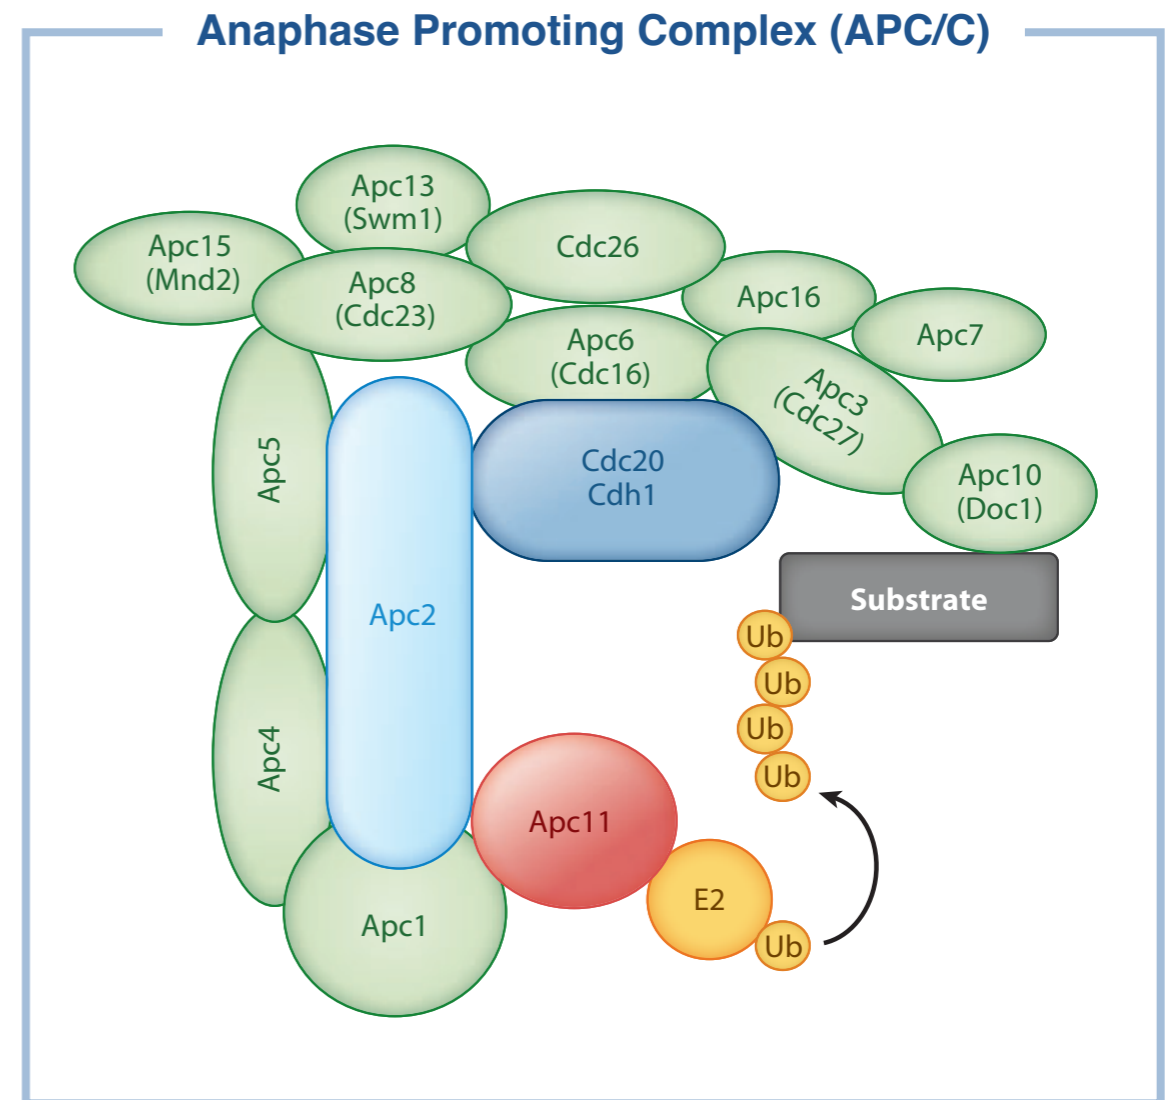 Anaphase Promoting Complex (APC/C)
Apc13
(Swm1)
Apc15
(Mnd2)
Cdc26
Apc8
(Cdc23)
Apc16
Apc7
Apc6
(Cdc16)
Apc3
(Cdc27)
Apc5
Cdc20
Cdh1
Apc10
(Doc1)
Apc2
Substrate
Ub
Ub
Ub
Ub
Apc4
Apc11
E2
Ub
Apc1